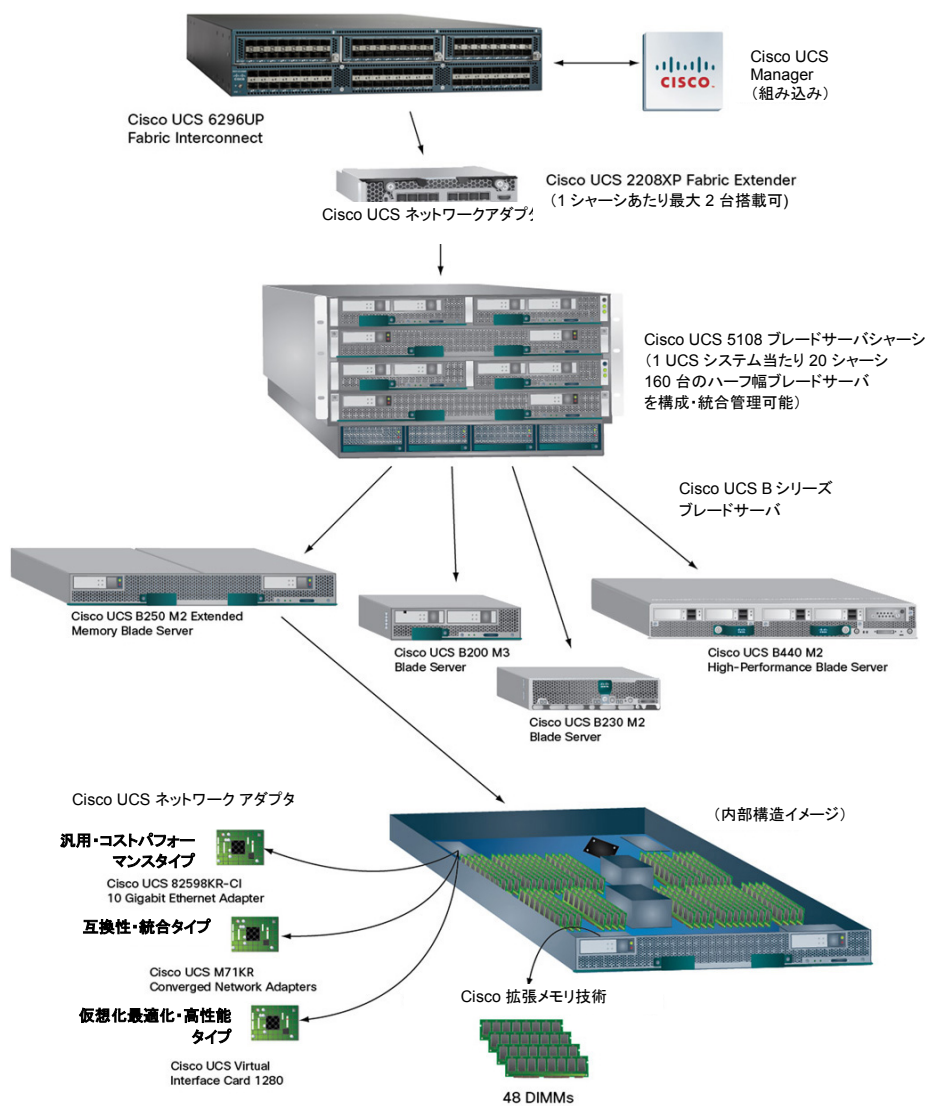 CISCO
Cisco UCS
Manager
（組み込み）
Cisco UCS 6296UP
Fabric Interconnect
Cisco UCS 2208XP Fabric Extender
（1 シャーシあたり最大 2 台搭載可)
Cisco UCS ネットワークアダプタ
Cisco UCS 5108 ブレードサーバシャーシ
（1 UCS システム当たり 20 シャーシ
160 台のハーフ幅ブレードサーバ
を構成・統合管理可能）
Cisco UCS B シリーズ
ブレードサーバ
Cisco UCS B250 M2 Extended
Memory Blade Server
Cisco UCS B200 M3
Blade Server
Cisco UCS B440 M2
High-Performance Blade Server
Cisco UCS B230 M2
Blade Server
Cisco UCS ネットワーク アダプタ
（内部構造イメージ）
汎用・コストパフォー
マンスタイプ
Cisco UCS 82598KR-CI
10 Gigabit Ethernet Adapter
互換性・統合タイプ
Cisco UCS M71KR
Converged Network Adapters
仮想化最適化・高性能
タイプ
Cisco UCS Virtual
Interface Card 1280
Cisco 拡張メモリ技術
48 DIMMs